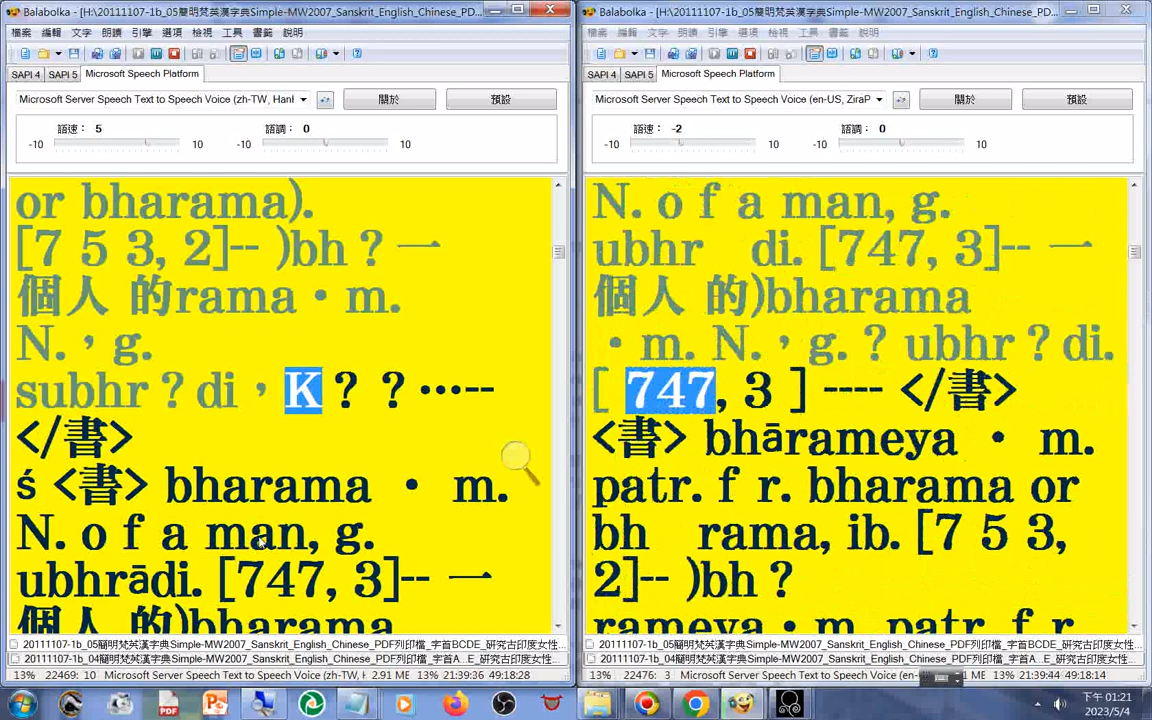 Balabolka - [H:\20111107-1b_05簡明梵英漢字典Simple-MW2007_Sanskrit_English_Chinese_PD...
檔案 編輯 文字 朗讀 引擎 選項 檢視 工具 書籤 說明
SAPI 4 SAPI 5 Microsoft Speech Platform
Microsoft Server Speech Text to Speech Voice (zh-TW, Hanl
關於 預設
語速： 5 語調： 0
-10 10 -10 10
or bharama).
[7 5 3, 2]-- )bh ? 一
個人 的rama • m.
N. , g.
subhr ? di , K ? ? •••--
</書>
ś <書> bharama • m.
N. o f a man, g.
ubhrādi. [747, 3]-- 一
個人 的)bharama
20111107-1b_05簡明梵英漢字典Simple-MW2007_Sanskrit_English_Chinese_PDF列印檔_字首BCDE_研究古印度女性...
20111107-1b_04簡明梵英漢字典Simple-MW2007_Sanskrit_English_Chinese_PDF列印檔_字首A...E_研究古印度女性...
13% 22469: 10 Microsoft Server Speech Text to Speech Voice (zh-TW, 2.91 MB 13% 21:39:36 49:18:28
Balabolka - [H:\20111107-1b_05簡明梵英漢字典Simple-MW2007_Sanskrit_English_Chinese_PD...
檔案 編輯 文字 朗讀 引擎 選項 檢視 工具 書籤 說明
SAPI 4 SAPI 5 Microsoft Speech Platform
Microsoft Server Speech Text to Speech Voice (en-US, ZiraP
關於 預設
語速： -2 語調： 0
-10 10 -10 10
N. o f a man, g.
ubhr di. [747, 3]-- 一
個人 的)bharama
• m. N. , g. ? ubhr ? di.
[ 747, 3 ] ---- </書>
<書> bhārameya • m.
patr. f r. bharama or
bh rama, ib. [7 5 3,
2]-- )bh ?
rameya • m. patr. f r.
20111107-1b_05簡明梵英漢字典Simple-MW2007_Sanskrit_English_Chinese_PDF列印檔_字首BCDE_研究古印度女性...
20111107-1b_04簡明梵英漢字典Simple-MW2007_Sanskrit_English_Chinese_PDF列印檔_字首A...E_研究古印度女性...
13% 22476: 3 Microsoft Server Speech Text to Speech Voice (en-US 13% 21:39:44 49:18:14
下午 01:21
2023/5/4